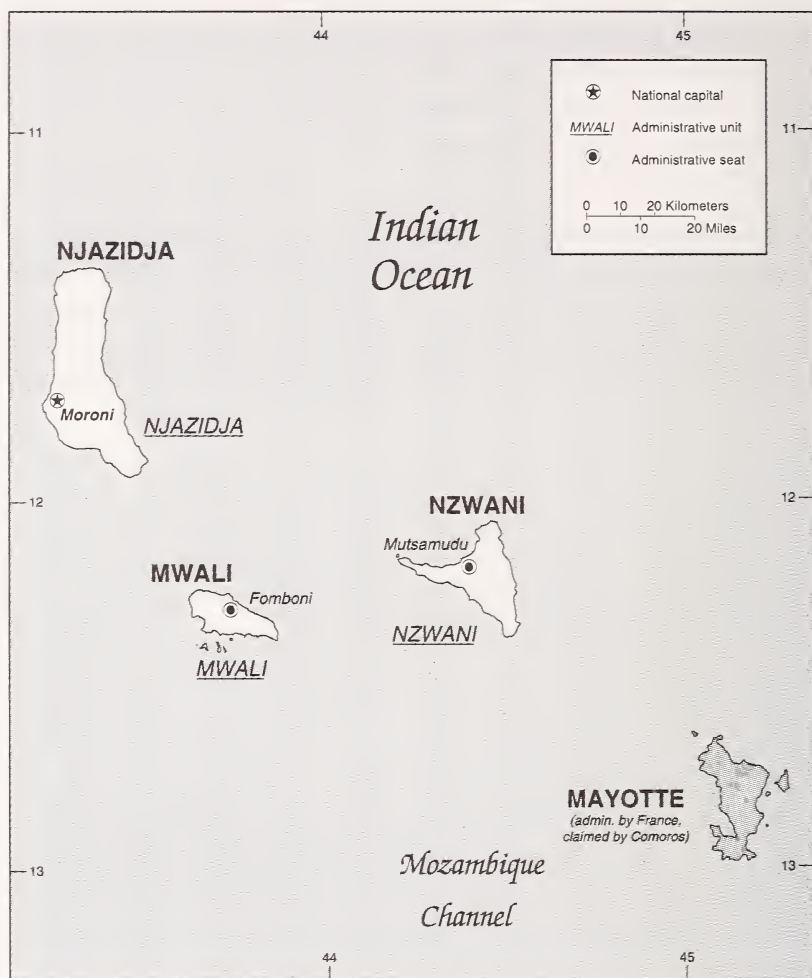 44
45
National capital
MWALI Administrative unit
Administrative seat
0 10 20 Kilometers
0 10 20 Miles
11
11
Indian
Ocean
NJAZIDJA
Moroni
NJAZIDJA
12
12
NZWANI
Mutsamudu
MWALI
Fomboni
NZWANI
MWALI
MAYOTTE
(admin. by France,
claimed by Comoros)
13
13
Mozambique
Channel
44
45